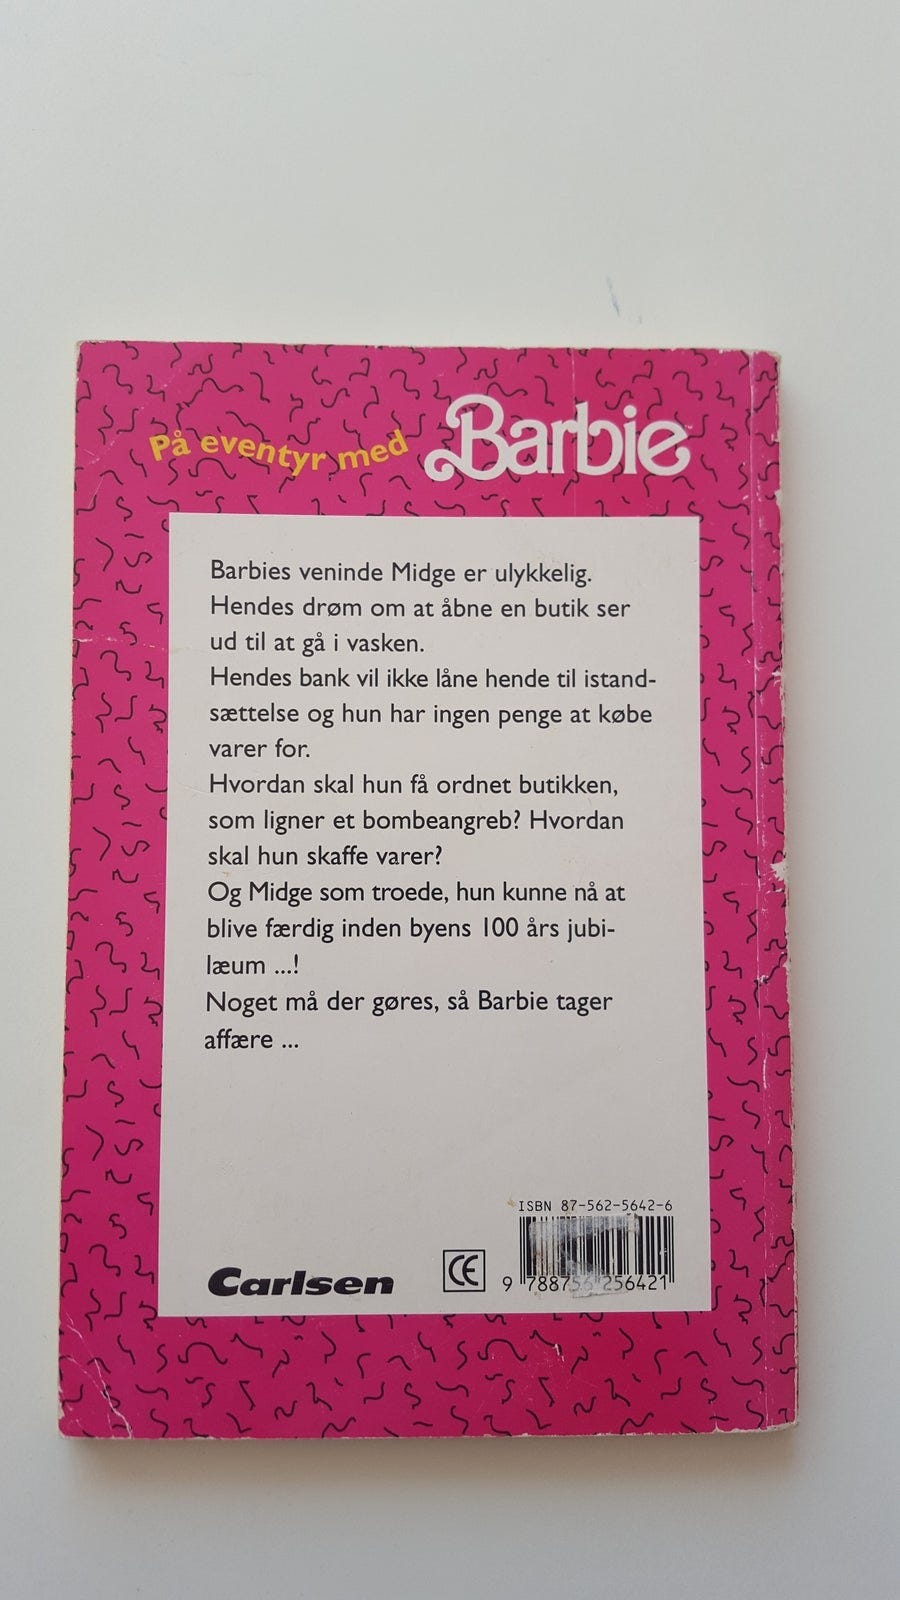 På eventyr med Barbie
Barbies veninde Midge er ulykkelig.
Hendes drøm om at åbne en butik ser
ud til at gå i vasken.
Hendes bank vil ikke låne hende til istand-
sættelse og hun har ingen penge at købe
varer for.
Hvordan skal hun få ordnet butikken,
som ligner et bombeangreb? Hvordan
skal hun skaffe varer?
Og Midge som troede, hun kunne nå at
blive færdig inden byens 100 års jubi-
læum ...!
Noget må der gøres, så Barbie tager
affære ...
ISBN 87-562-5642-6
Carlsen
CE
9 788756 256421